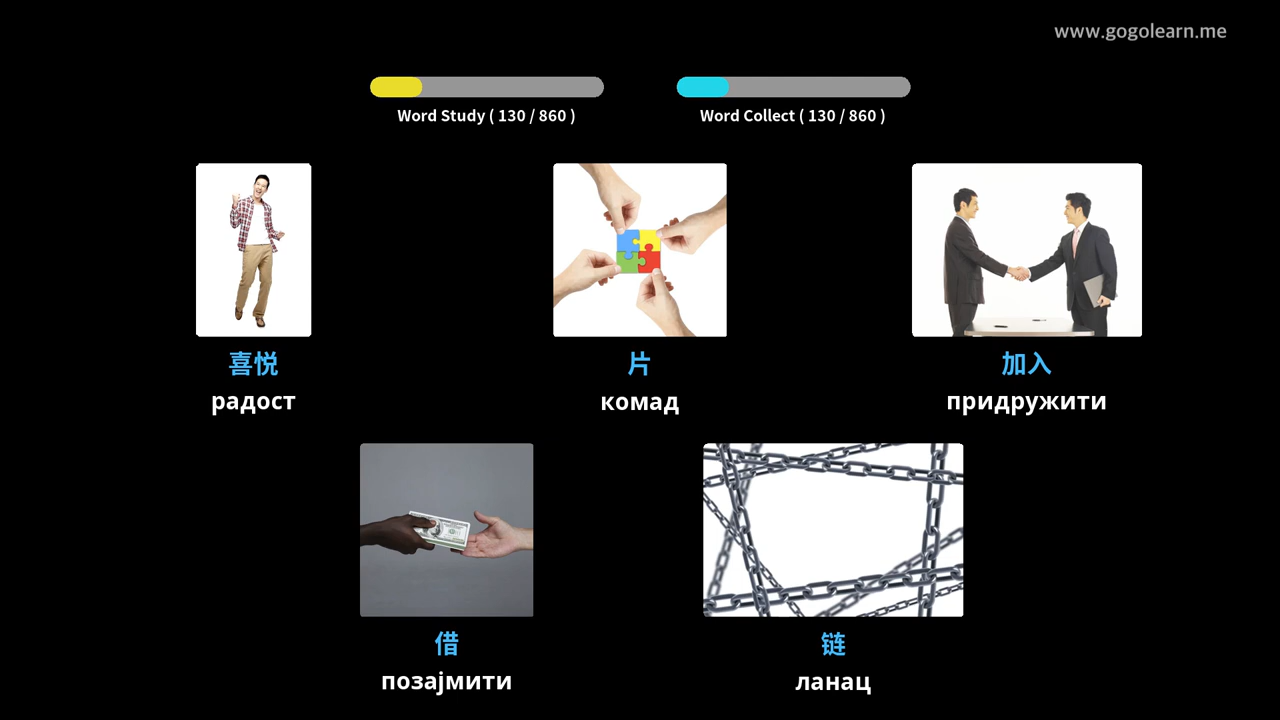 www.gogolearn.me
Word Study ( 130 / 860 )
Word Collect ( 130 / 860 )
喜悦
片
加入
радост
комад
придружити
借
链
позајмити
ланац